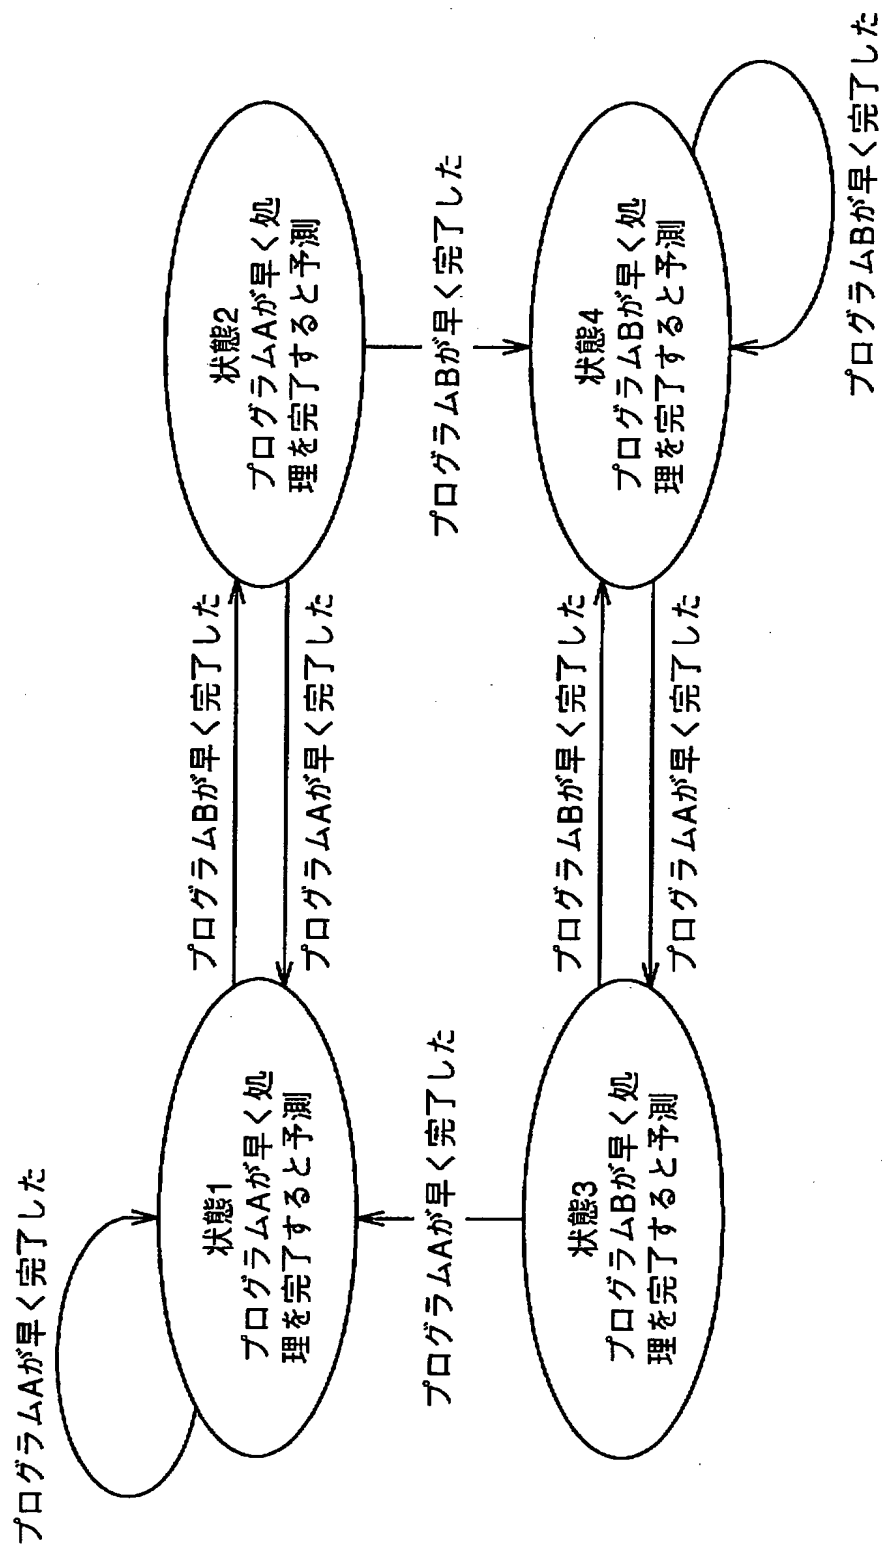 プログラムAが早く完了した
状態1
プログラムAが早く処
理を完了すると予測
プログラムBが早く完了した
プログラムAが早く完了した
状態2
プログラムAが早く処
理を完了すると予測
プログラムAが早く完了した
プログラムBが早く完了した
状態3
プログラムBが早く処
理を完了すると予測
プログラムBが早く完了した
プログラムAが早く完了した
状態4
プログラムBが早く処
理を完了すると予測
プログラムBが早く完了した